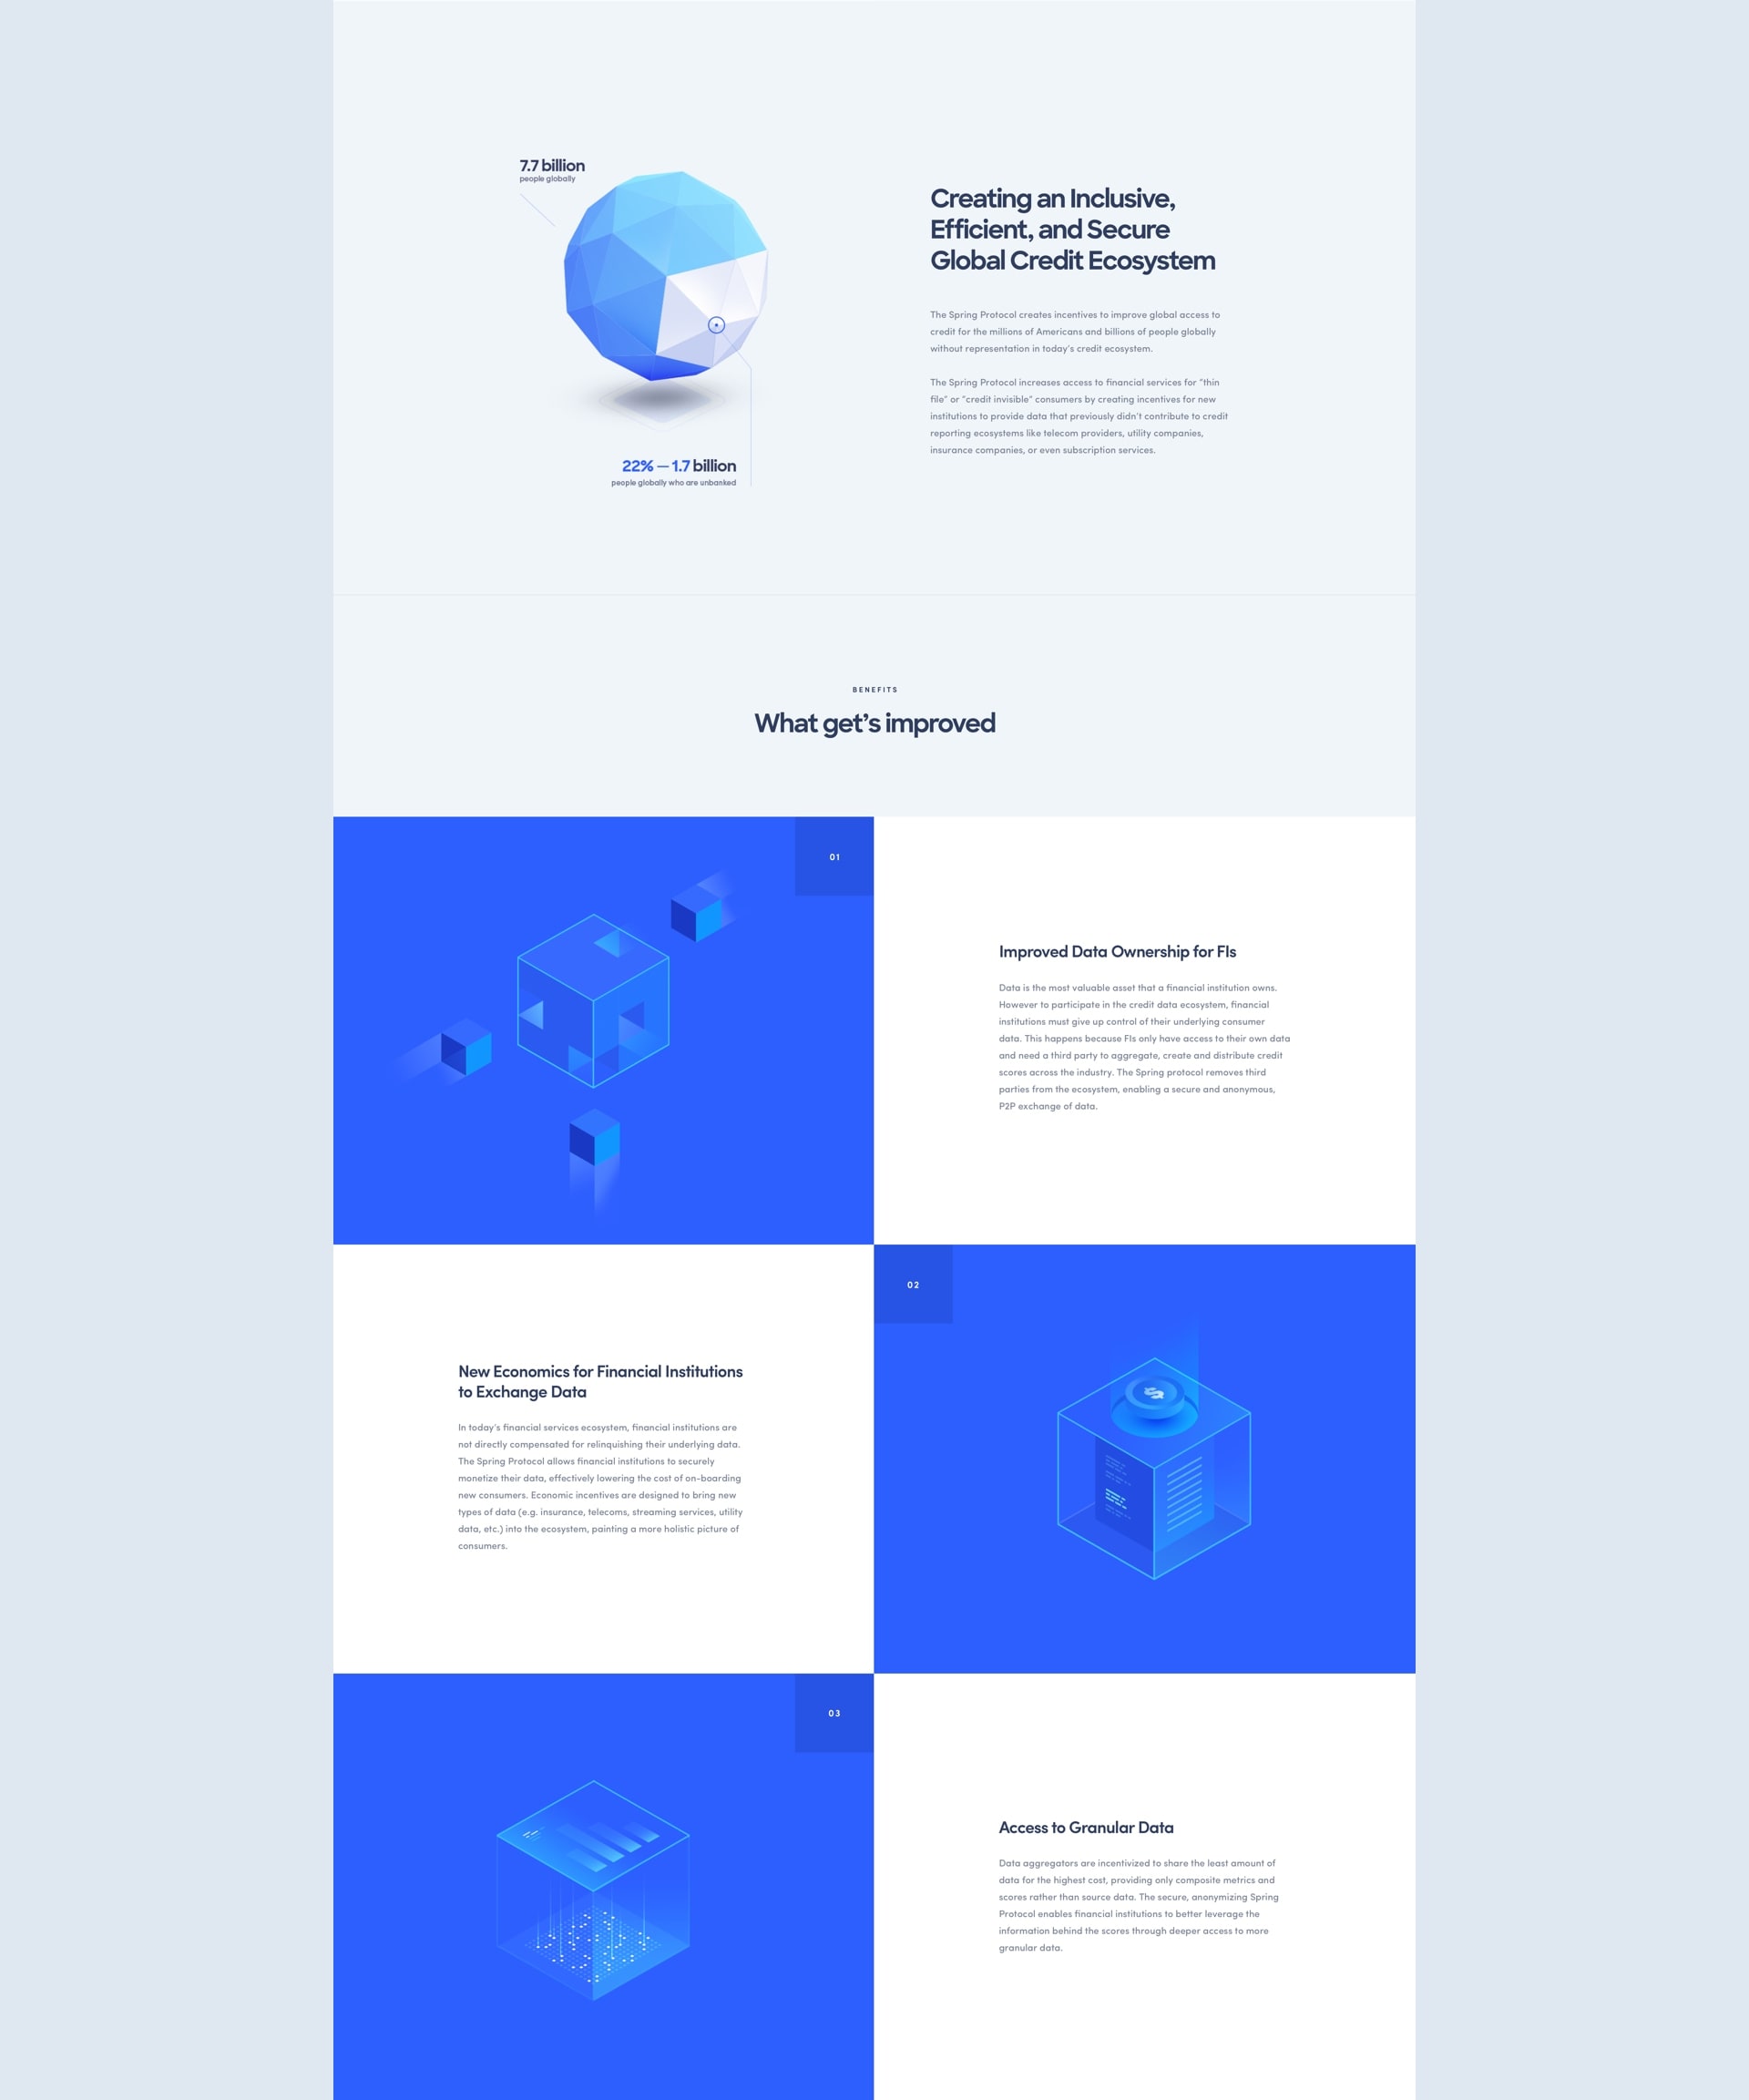 7.7 billion
people globally
22% — 1.7 billion
people globally who are unbanked
Creating an Inclusive,
Efficient, and Secure
Global Credit Ecosystem
The Spring Protocol creates incentives to improve global access to
credit for the millions of Americans and billions of people globally
without representation in today's credit ecosystem.
The Spring Protocol increases access to financial services for “thin
file” or “credit invisible” consumers by creating incentives for new
institutions to provide data that previously didn't contribute to credit
reporting ecosystems like telecom providers, utility companies,
insurance companies, or even subscription services.
BENEFITS
What get’s improved
01
Improved Data Ownership for FIs
Data is the most valuable asset that a financial institution owns.
However to participate in the credit data ecosystem, financial
institutions must give up control of their underlying consumer
data. This happens because FIs only have access to their own data
and need a third party to aggregate, create and distribute credit
scores across the industry. The Spring protocol removes third
parties from the ecosystem, enabling a secure and anonymous,
P2P exchange of data.
New Economics for Financial Institutions
to Exchange Data
In today's financial services ecosystem, financial institutions are
not directly compensated for relinquishing their underlying data.
The Spring Protocol allows financial institutions to securely
monetize their data, effectively lowering the cost of on-boarding
new consumers. Economic incentives are designed to bring new
types of data (e.g. insurance, telecoms, streaming services, utility
data, etc.) into the ecosystem, painting a more holistic picture of
consumers.
02
$
03
Access to Granular Data
Data aggregators are incentivized to share the least amount of
data for the highest cost, providing only composite metrics and
scores rather than source data. The secure, anonymizing Spring
Protocol enables financial institutions to better leverage the
information behind the scores through deeper access to more
granular data.